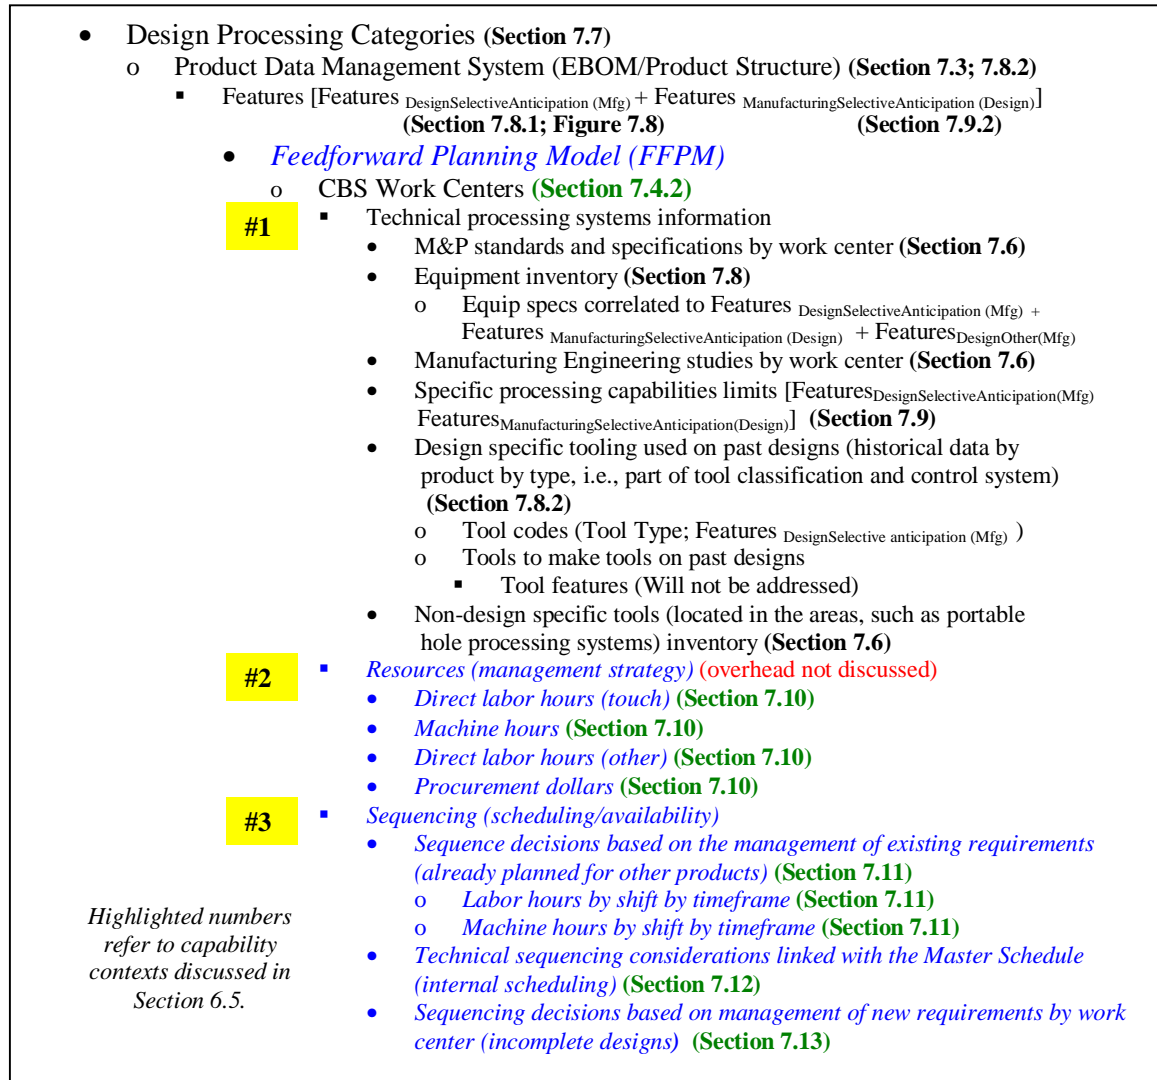 • Design Processing Categories (Section 7.7)
o Product Data Management System (EBOM/Product Structure) (Section 7.3; 7.8.2)
▪ Features [Features DesignSelectiveAnticipation (Mfg) + Features ManufacturingSelectiveAnticipation (Design)]
(Section 7.8.1; Figure 7.8) (Section 7.9.2)
• Feedforward Planning Model (FFPM)
o CBS Work Centers (Section 7.4.2)
#1 ▪ Technical processing systems information
• M&P standards and specifications by work center (Section 7.6)
• Equipment inventory (Section 7.8)
o Equip specs correlated to Features DesignSelectiveAnticipation (Mfg) +
Features ManufacturingSelectiveAnticipation (Design) + FeaturesDesignOther(Mfg)
• Manufacturing Engineering studies by work center (Section 7.6)
• Specific processing capabilities limits [FeaturesDesignSelectiveAnticipation(Mfg)
FeaturesManufacturingSelectiveAnticipation(Design)] (Section 7.9)
• Design specific tooling used on past designs (historical data by
product by type, i.e., part of tool classification and control system)
(Section 7.8.2)
o Tool codes (Tool Type; Features DesignSelective anticipation (Mfg) )
o Tools to make tools on past designs
▪ Tool features (Will not be addressed)
• Non-design specific tools (located in the areas, such as portable
hole processing systems) inventory (Section 7.6)
#2 ▪ Resources (management strategy) (overhead not discussed)
• Direct labor hours (touch) (Section 7.10)
• Machine hours (Section 7.10)
• Direct labor hours (other) (Section 7.10)
• Procurement dollars (Section 7.10)
#3 ▪ Sequencing (scheduling/availability)
• Sequence decisions based on the management of existing requirements
(already planned for other products) (Section 7.11)
o Labor hours by shift by timeframe (Section 7.11)
o Machine hours by shift by timeframe (Section 7.11)
• Technical sequencing considerations linked with the Master Schedule
(internal scheduling) (Section 7.12)
• Sequencing decisions based on management of new requirements by work
center (incomplete designs) (Section 7.13)
Highlighted numbers
refer to capability
contexts discussed in
Section 6.5.